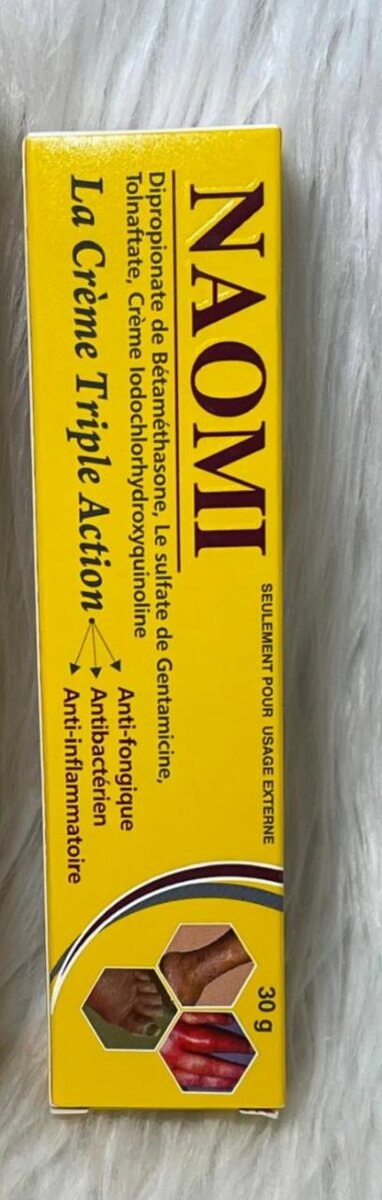 NAOMI
SEULEMENT POUR USAGE EXTERNE
Dipropionate de Bétaméthasone, Le sulfate de Gentamicine,
Tolnaftate, Crème Iodochlorhydroxyquinoline
La Crème Triple Action
Anti-fongique
Antibactérien
Anti-inflammatoire
30 g